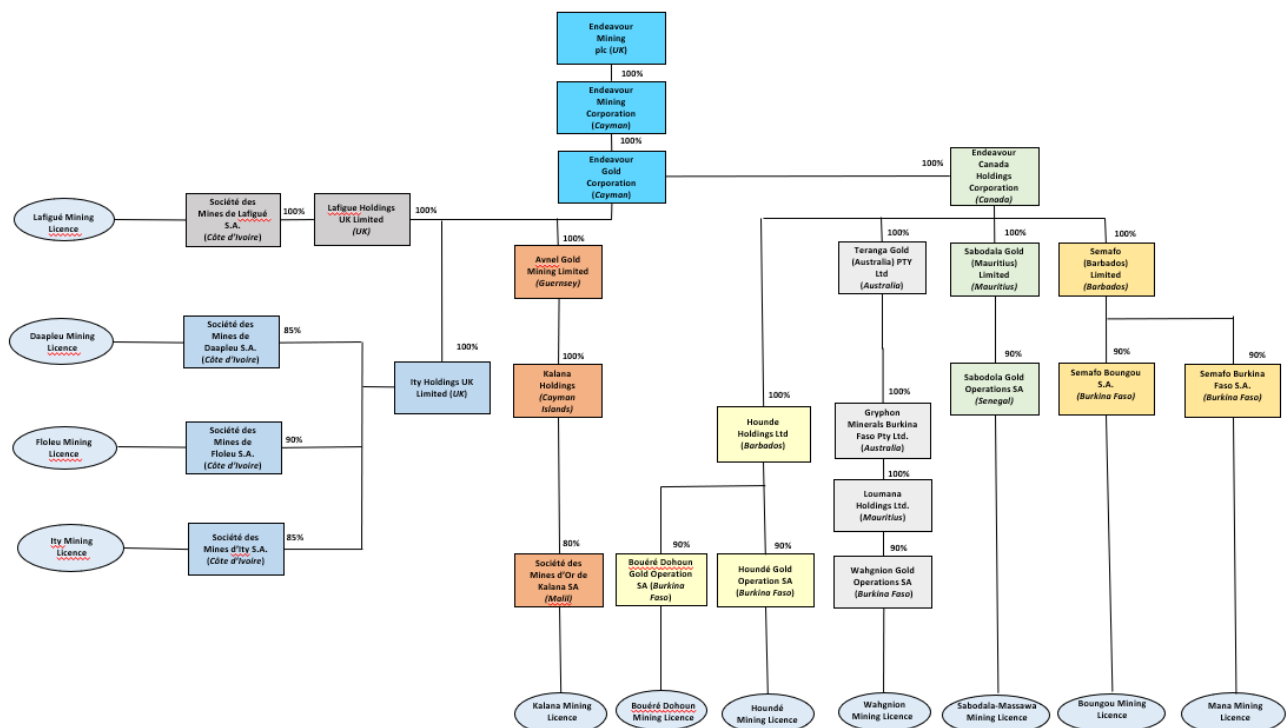 Endeavour
Mining
plc (UK)
100%
Endeavour
Mining
Corporation
(Cayman)
100%
Endeavour
Gold
Corporation
(Cayman)
100%
Endeavour
Canada
Holdings
Corporation
(Canada)
Lafigué Mining
Licence
Société des
Mines de Lafigué
S.A.
(Côte d'Ivoire)
100%
Lafigue Holdings
UK Limited
(UK)
100%
100%
Avnel Gold
Mining Limited
(Guernsey)
100%
Teranga Gold
(Australia) PTY
Ltd
(Australia)
100%
Sabodala Gold
(Mauritius)
Limited
(Mauritius)
100%
Semafo
(Barbados)
Limited
(Barbados)
Daapleu Mining
Licence
Société des
Mines de
Daapleu S.A.
(Côte d'Ivoire)
85%
100%
Ity Holdings UK
Limited (UK)
100%
Kalana
Holdings
(Cayman
Islands)
90%
Sabodola Gold
Operations SA
(Senegal)
90%
Semafo Boungou
S.A.
(Burkina Faso)
90%
Semafo Burkina
Faso S.A.
(Burkina Faso)
100%
Hounde
Holdings Ltd
(Barbados)
100%
Gryphon
Minerals Burkina
Faso Pty Ltd.
(Australia)
Floleu Mining
Licence
Société des
Mines de
Floleu S.A.
(Côte d'Ivoire)
90%
100%
Loumana
Holdings Ltd.
(Mauritius)
Ity Mining
Licence
Société des
Mines d'Ity S.A.
(Côte d'Ivoire)
85%
80%
Société des
Mines d'Or de
Kalana SA
(Malil)
90%
Bouéré Dohoun
Gold Operation
SA (Burkina
Faso)
90%
Houndé Gold
Operation SA
(Burkina Faso)
90%
Wahgnion Gold
Operations SA
(Burkina Faso)
Kalana Mining
Licence
Bouéré Dohoun
Mining Licence
Houndé
Mining Licence
Wahgnion
Mining Licence
Sabodala-Massawa
Mining Licence
Boungou Mining
Licence
Mana Mining
Licence